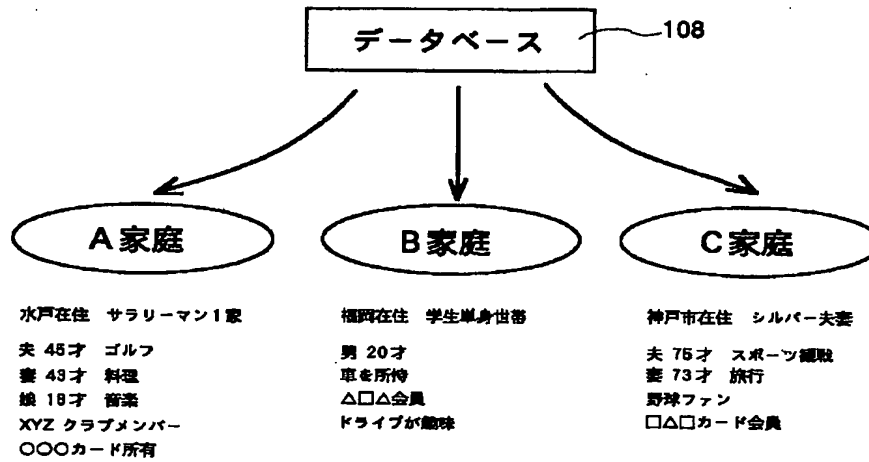 データベース
108
A家庭
B家庭
C家庭
水戸在住 サラリーマン1家
夫 45才 ゴルフ
妻 43才 料理
娘 18才 音楽
XYZ クラブメンバー
○○○カード所有
福岡在住 学生単身世帯
男 20才
車を所持
△□△会員
ドライブが趣味
神戸市在住 シルバー夫妻
夫 75才 スポーツ観戦
妻 73才 旅行
野球ファン
□△□カード会員